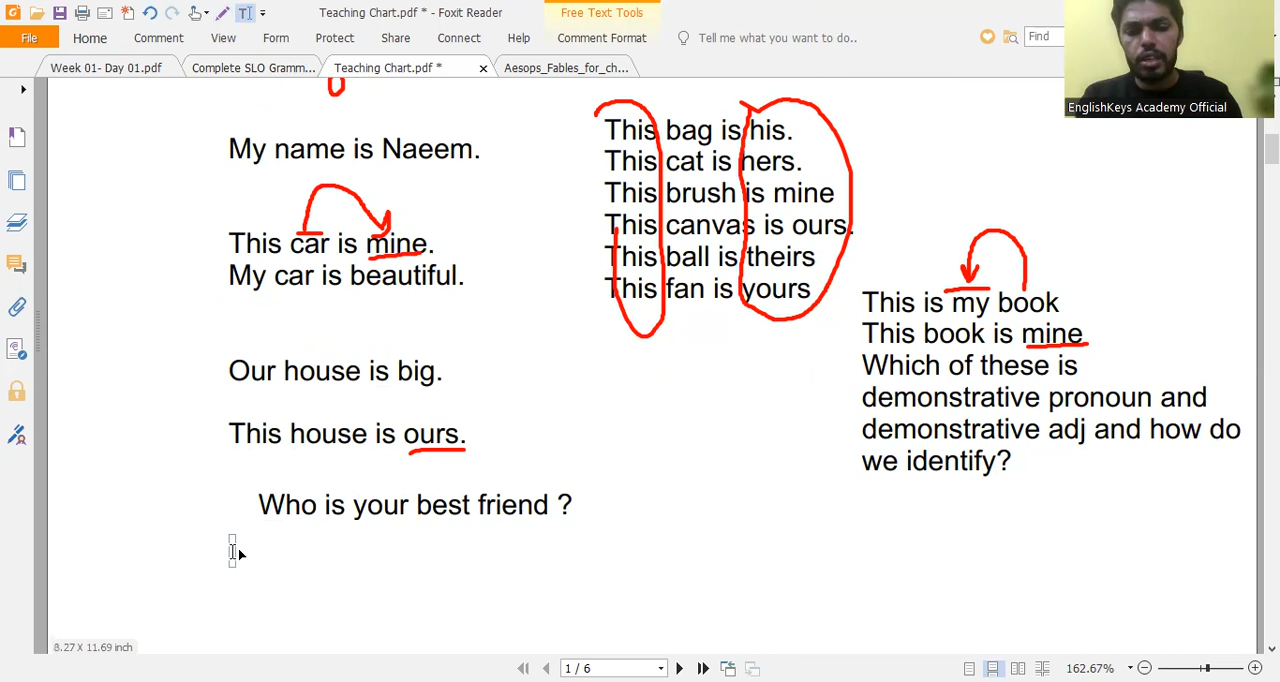 Teaching Chart.pdf * - Foxit Reader
Free Text Tools
File
Home
Comment
View
Form
Protect
Share
Connect
Help
Comment Format
Tell me what you want to do..
Find
Week 01- Day 01.pdf
Complete SLO Gramm...
Teaching Chart.pdf *
Aesops_Fables_for_ch...
EnglishKeys Academy Official
My name is Naeem.
This car is mine.
My car is beautiful.
Our house is big.
This house is ours.
Who is your best friend ?
This bag is his.
This cat is hers.
This brush is mine
This canvas is ours.
This ball is theirs
This fan is yours
This is my book
This book is mine
Which of these is
demonstrative pronoun and
demonstrative adj and how do
we identify?
8.27 X 11.69 inch
1 / 6
162.67%